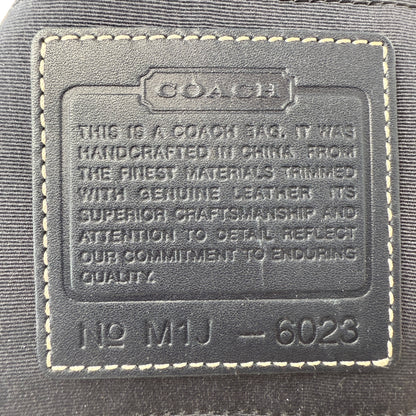 COACH
THIS IS A COACH BAG. IT WAS
HANDCRAFTED IN CHINA FROM
THE FINEST MATERIALS TRIMMED
WITH GENUINE LEATHER ITS
SUPERIOR CRAFTSMANSHIP AND
ATTENTION TO DETAIL REFLECT
OUR COMMITMENT TO ENDURING
QUALITY.
Nº M1J - 6023